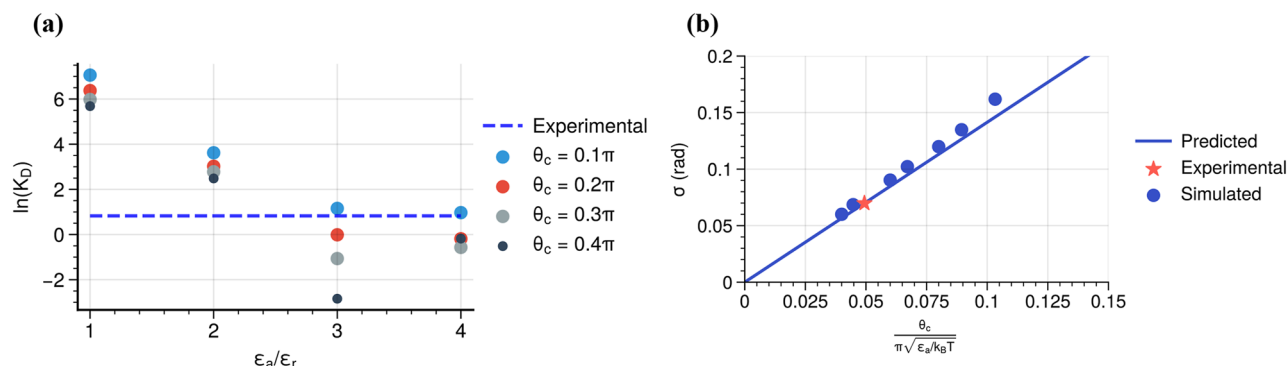 (a)
ln(K_D)
6
4
2
0
−2
1
2
3
4
ε_a/ε_r
Experimental
θ_c = 0.1π
θ_c = 0.2π
θ_c = 0.3π
θ_c = 0.4π
(b)
σ (rad)
0.2
0.15
0.1
0.05
0
0
0.025
0.05
0.075
0.1
0.125
0.15
θ_c
π√ε_a/k_BT
Predicted
Experimental
Simulated